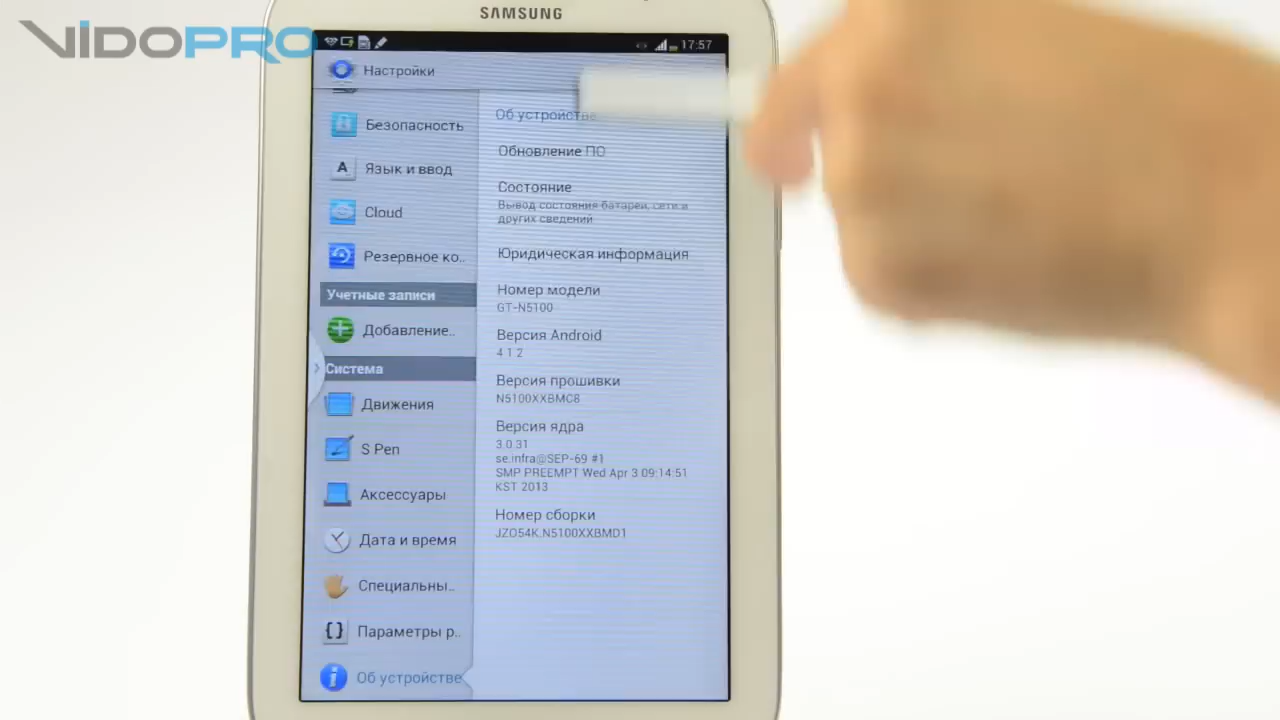 SAMSUNG
VIDOPRO
17:57
Настройки
Безопасность
Язык и ввод
Cloud
Резервное ко..
Учетные записи
Добавление..
Система
Движения
S Pen
Аксессуары
Дата и время
Специальны..
Параметры р..
Об устройстве
Об устройстве
Обновление ПО
Состояние
Вывод состояния батареи, сети и
других сведений
Юридическая информация
Номер модели
GT-N5100
Версия Android
4.1.2
Версия прошивки
N5100XXBMC8
Версия ядра
3.0.31
se.infra@SEP-69 #1
SMP PREEMPT Wed Apr 3 09:14:51
KST 2013
Номер сборки
JZO54K.N5100XXBMD1